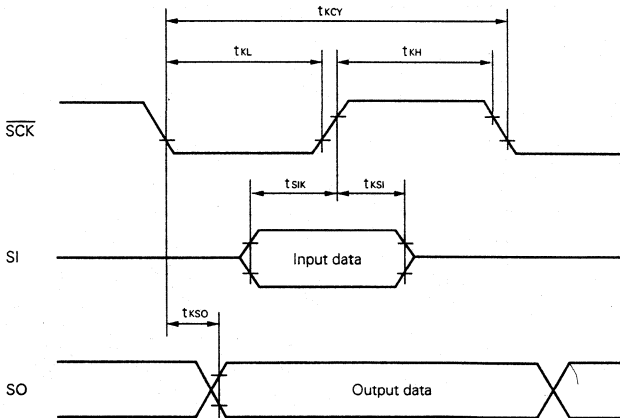 tKCY
tKL
tKH
SCK
tSIK
tKSI
SI
Input data
tKSO
SO
Output data